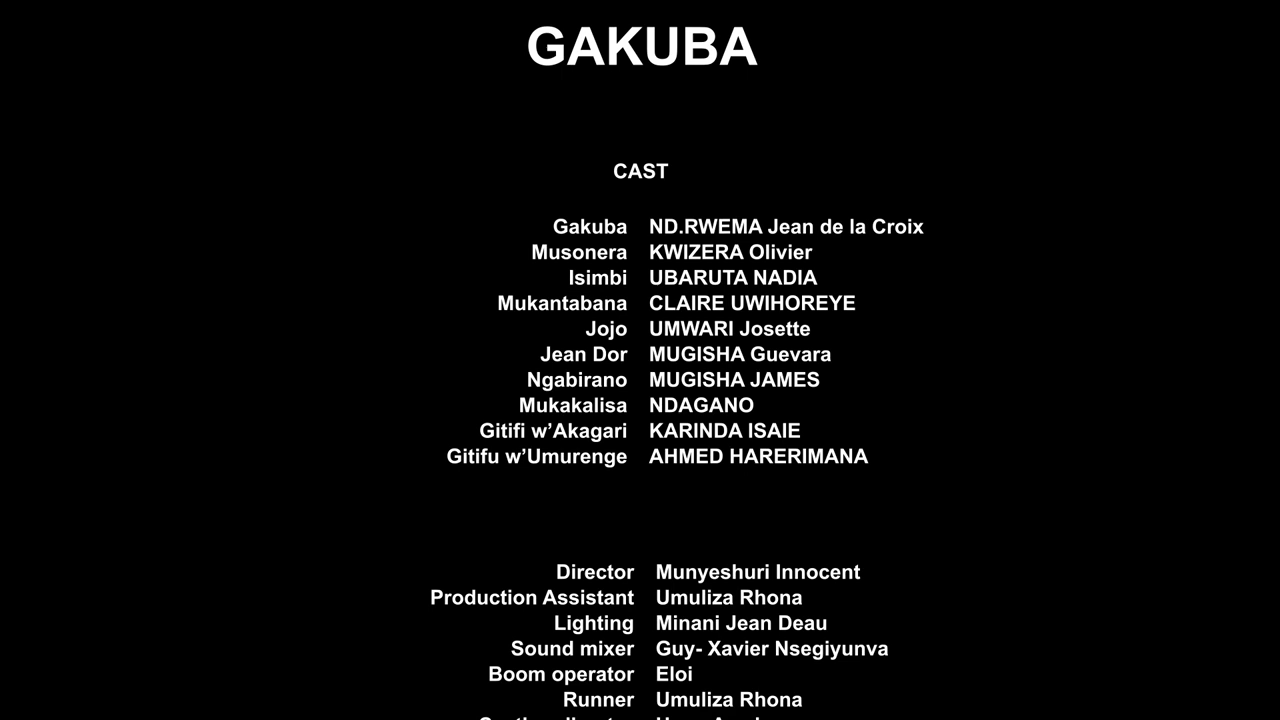 GAKUBA
CAST
Gakuba ND.RWEMA Jean de la Croix
Musonera KWIZERA Olivier
Isimbi UBARUTA NADIA
Mukantabana CLAIRE UWIHOREYE
Jojo UMWARI Josette
Jean Dor MUGISHA Guevara
Ngabirano MUGISHA JAMES
Mukakalisa NDAGANO
Gitifi w’Akagari KARINDA ISAIE
Gitifu w’Umurenge AHMED HARERIMANA
Director Munyeshuri Innocent
Production Assistant Umuliza Rhona
Lighting Minani Jean Deau
Sound mixer Guy- Xavier Nsegiyunva
Boom operator Eloi
Runner Umuliza Rhona